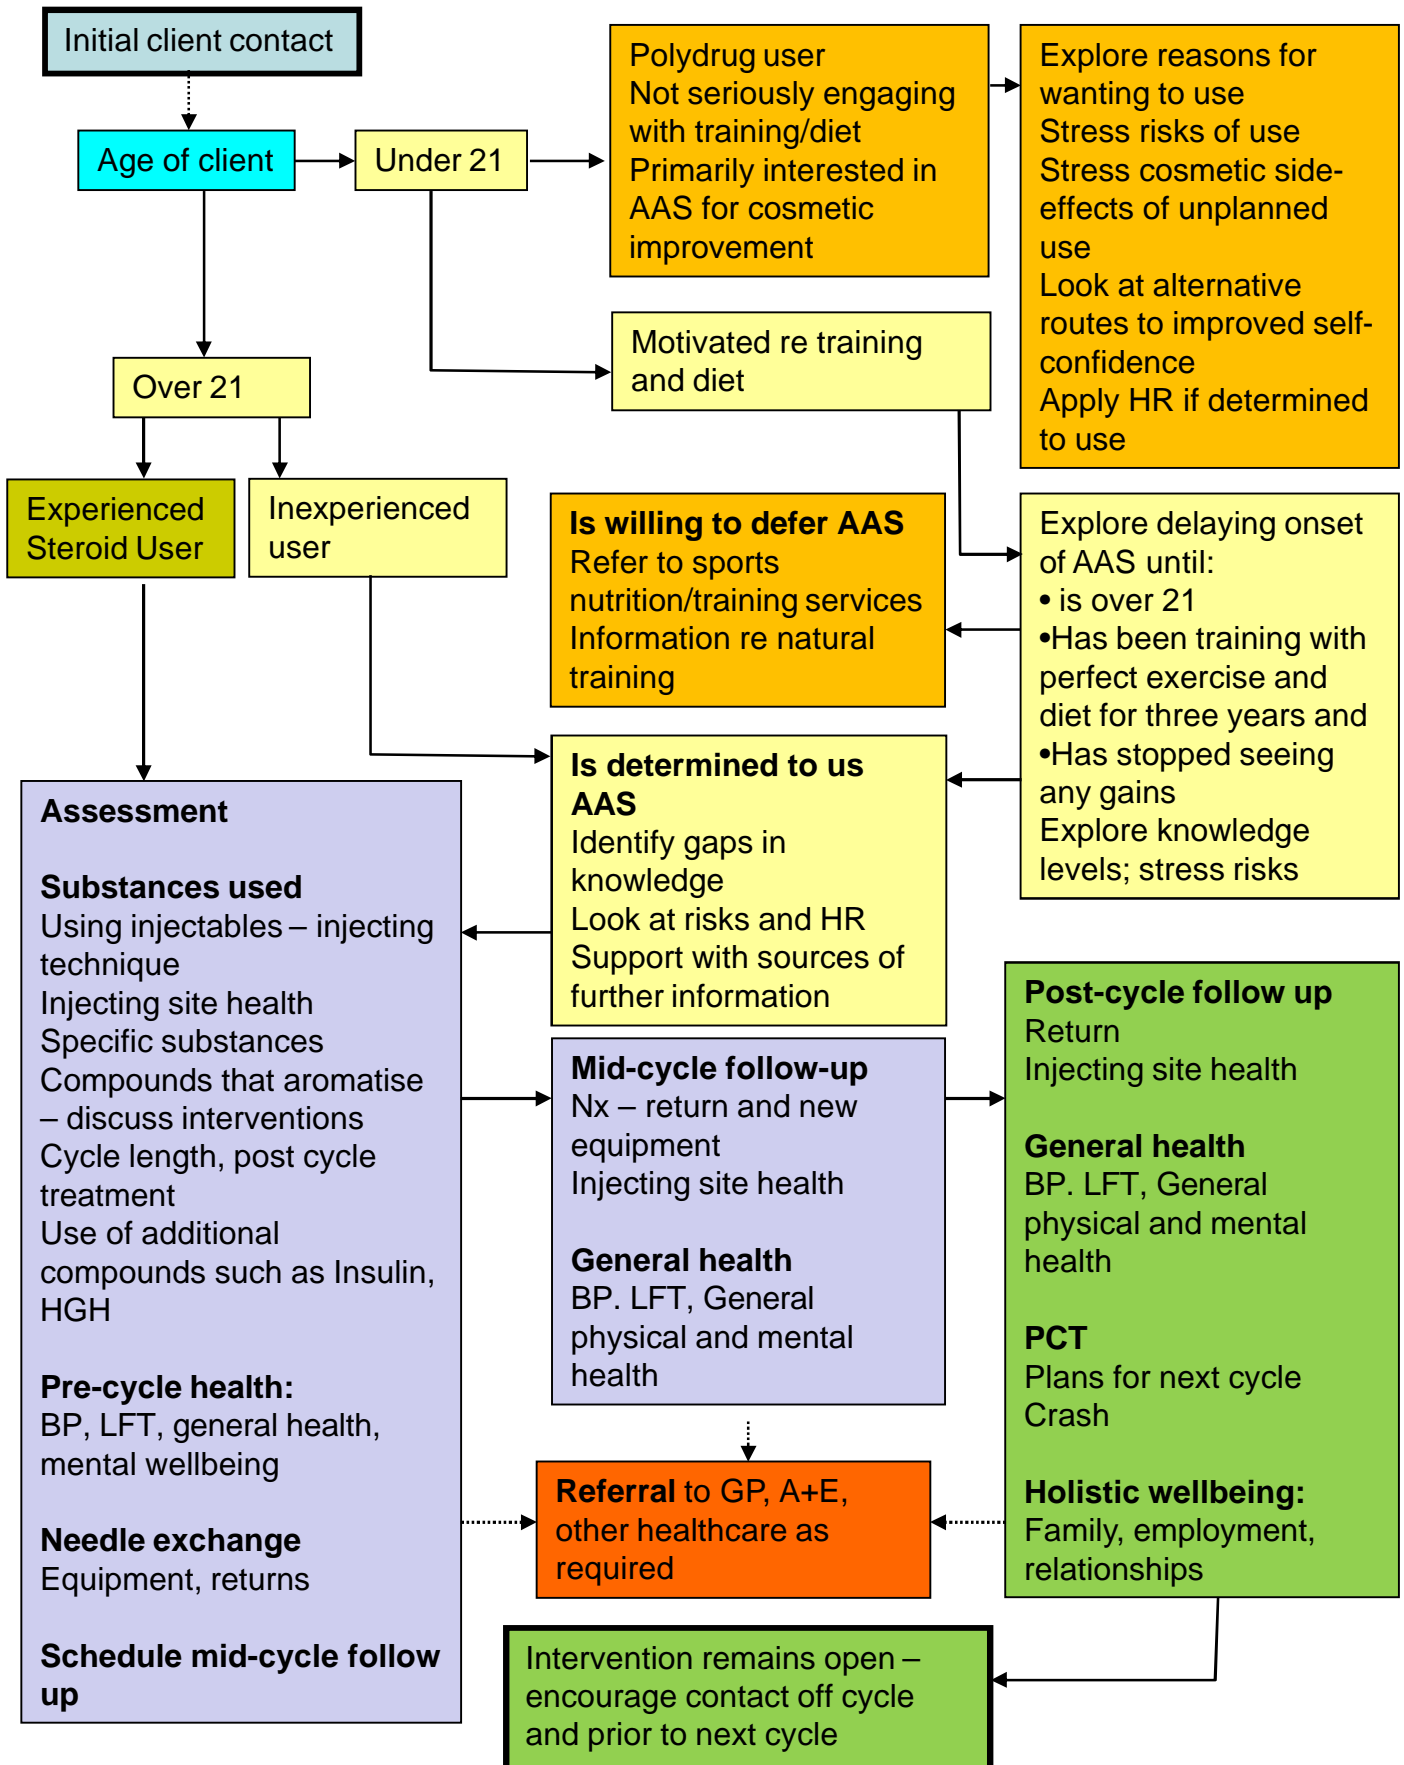 Initial client contact
Age of client
Under 21
Polydrug user
Not seriously engaging
with training/diet
Primarily interested in
AAS for cosmetic
improvement
Explore reasons for
wanting to use
Stress risks of use
Stress cosmetic side-
effects of unplanned
use
Look at alternative
routes to improved self-
confidence
Apply HR if determined
to use
Motivated re training
and diet
Over 21
Experienced
Steroid User
Inexperienced
user
Is willing to defer AAS
Refer to sports
nutrition/training services
Information re natural
training
Explore delaying onset
of AAS until:
• is over 21
•Has been training with
perfect exercise and
diet for three years and
•Has stopped seeing
any gains
Explore knowledge
levels; stress risks
Is determined to us
AAS
Identify gaps in
knowledge
Look at risks and HR
Support with sources of
further information
Assessment
Substances used
Using injectables – injecting
technique
Injecting site health
Specific substances
Compounds that aromatise
– discuss interventions
Cycle length, post cycle
treatment
Use of additional
compounds such as Insulin,
HGH
Pre-cycle health:
BP, LFT, general health,
mental wellbeing
Needle exchange
Equipment, returns
Schedule mid-cycle follow
up
Mid-cycle follow-up
Nx – return and new
equipment
Injecting site health
General health
BP. LFT, General
physical and mental
health
Post-cycle follow up
Return
Injecting site health
General health
BP. LFT, General
physical and mental
health
PCT
Plans for next cycle
Crash
Holistic wellbeing:
Family, employment,
relationships
Referral to GP, A+E,
other healthcare as
required
Intervention remains open –
encourage contact off cycle
and prior to next cycle